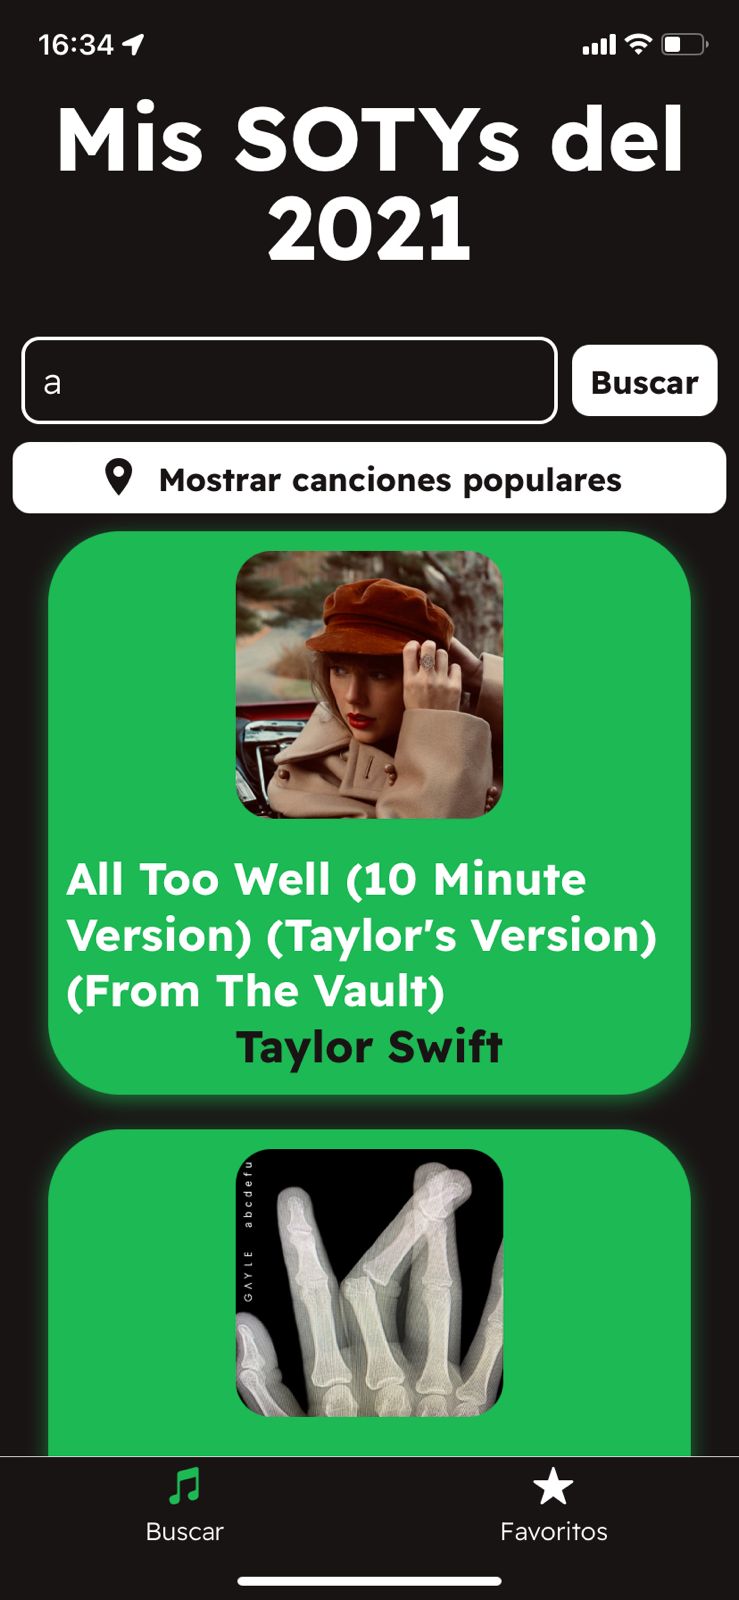 16:34
Mis SOTYs del
2021
a
Buscar
Mostrar canciones populares
All Too Well (10 Minute
Version) (Taylor's Version)
(From The Vault)
Taylor Swift
GAYLE abcdefu
Buscar
Favoritos